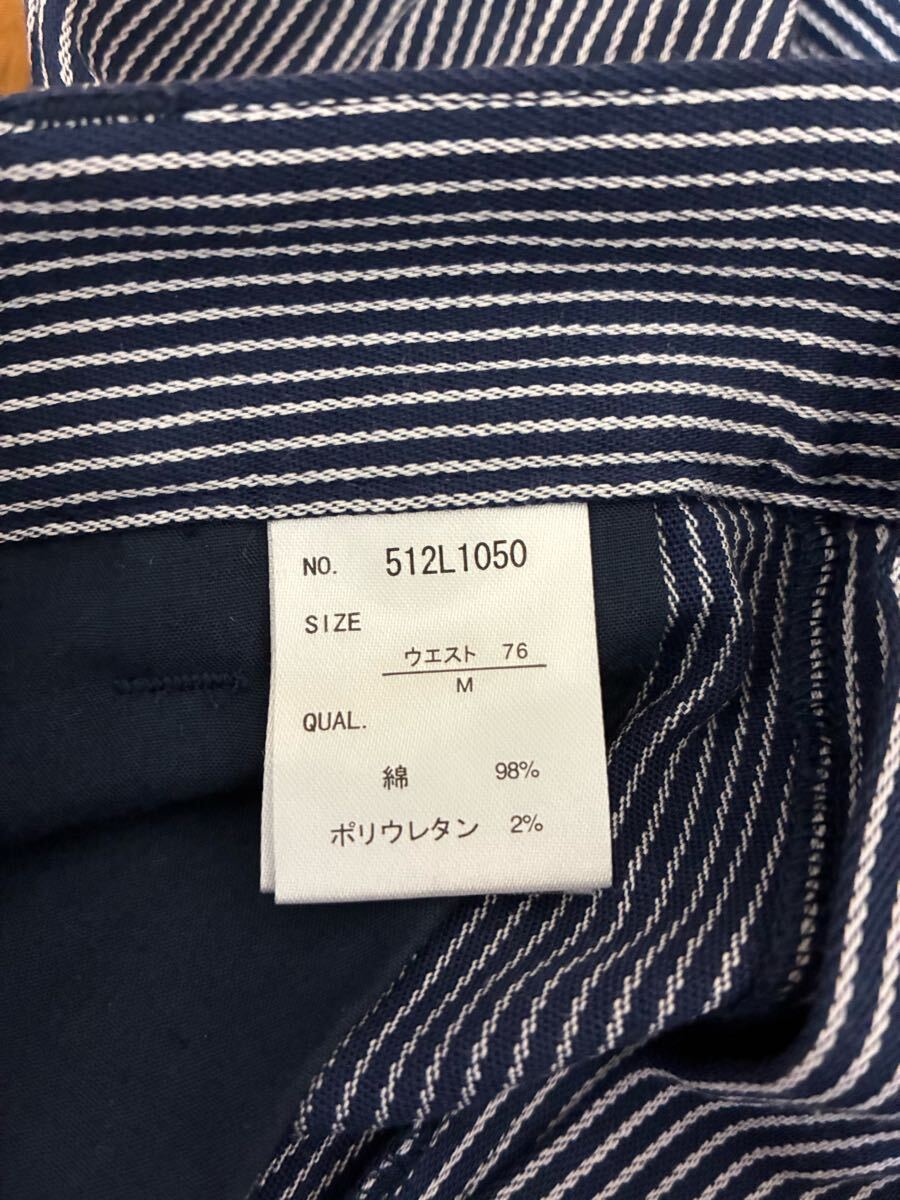 NO. 512L1050
SIZE
ウエスト 76
M
QUAL.
綿 98%
ポリウレタン 2%